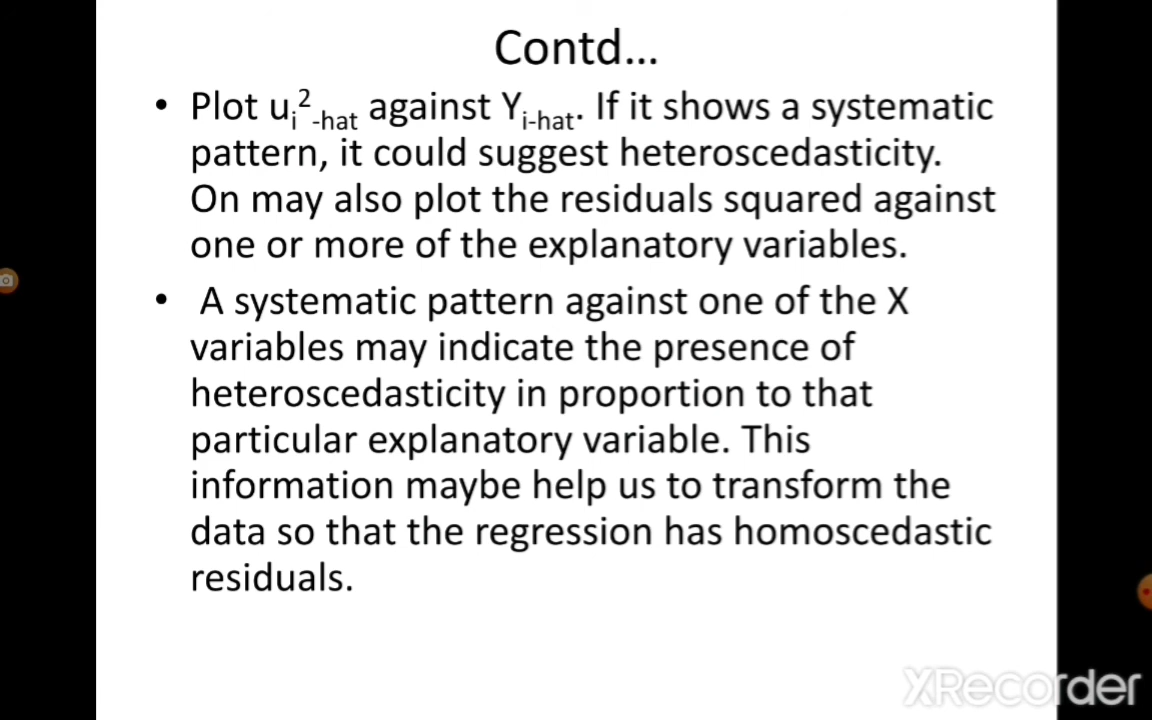 Contd...
• Plot uᵢ²-hat against Yi-hat. If it shows a systematic
pattern, it could suggest heteroscedasticity.
On may also plot the residuals squared against
one or more of the explanatory variables.
• A systematic pattern against one of the X
variables may indicate the presence of
heteroscedasticity in proportion to that
particular explanatory variable. This
information maybe help us to transform the
data so that the regression has homoscedastic
residuals.
XRecorder